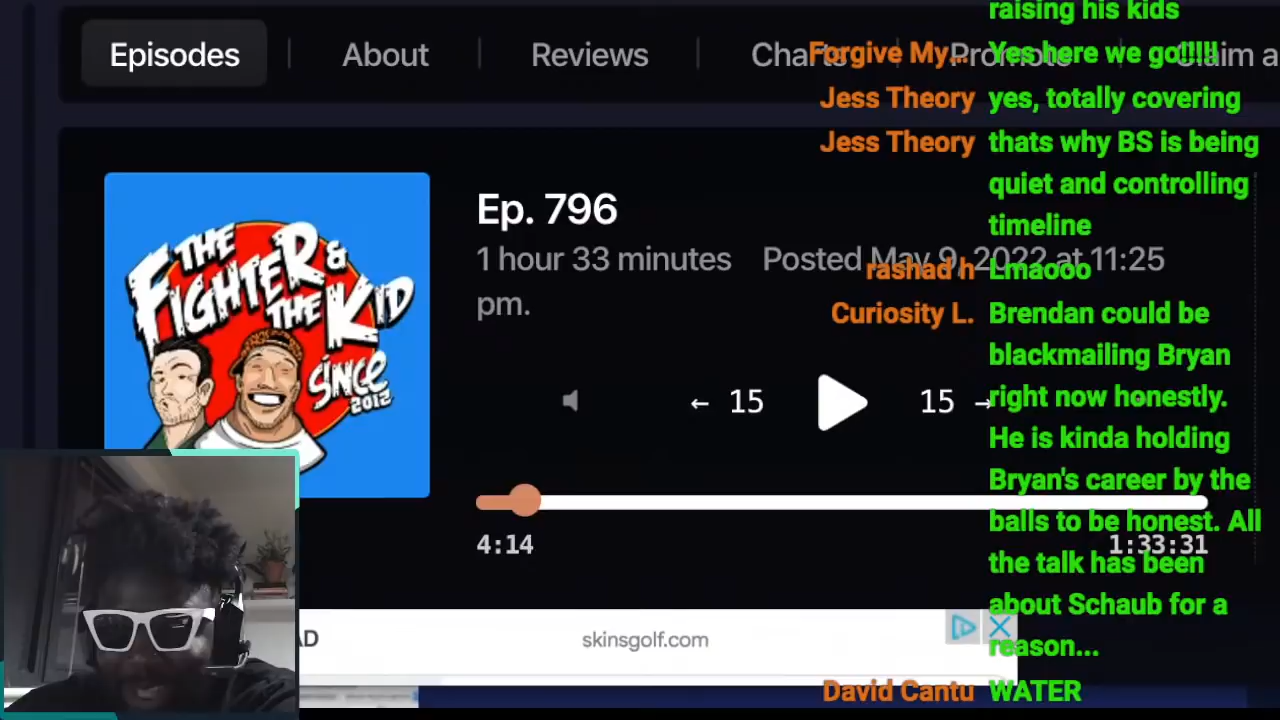 raising his kids
Episodes About Reviews Charts Promote Claim a
Forgive My... Yes here we go!!!!!
Jess Theory yes, totally covering
Jess Theory thats why BS is being
quiet and controlling
timeline
THE
FIGHTER &
THE KID
SINCE
2012
Ep. 796
1 hour 33 minutes Posted May 9, 2022 at 11:25
pm.
rashad h Lmaooo
Curiosity L. Brendan could be
blackmailing Bryan
right now honestly.
He is kinda holding
Bryan's career by the
balls to be honest. All
the talk has been
about Schaub for a
reason...
← 15 15 →
4:14 1:33:31
AD skinsgolf.com
David Cantu WATER